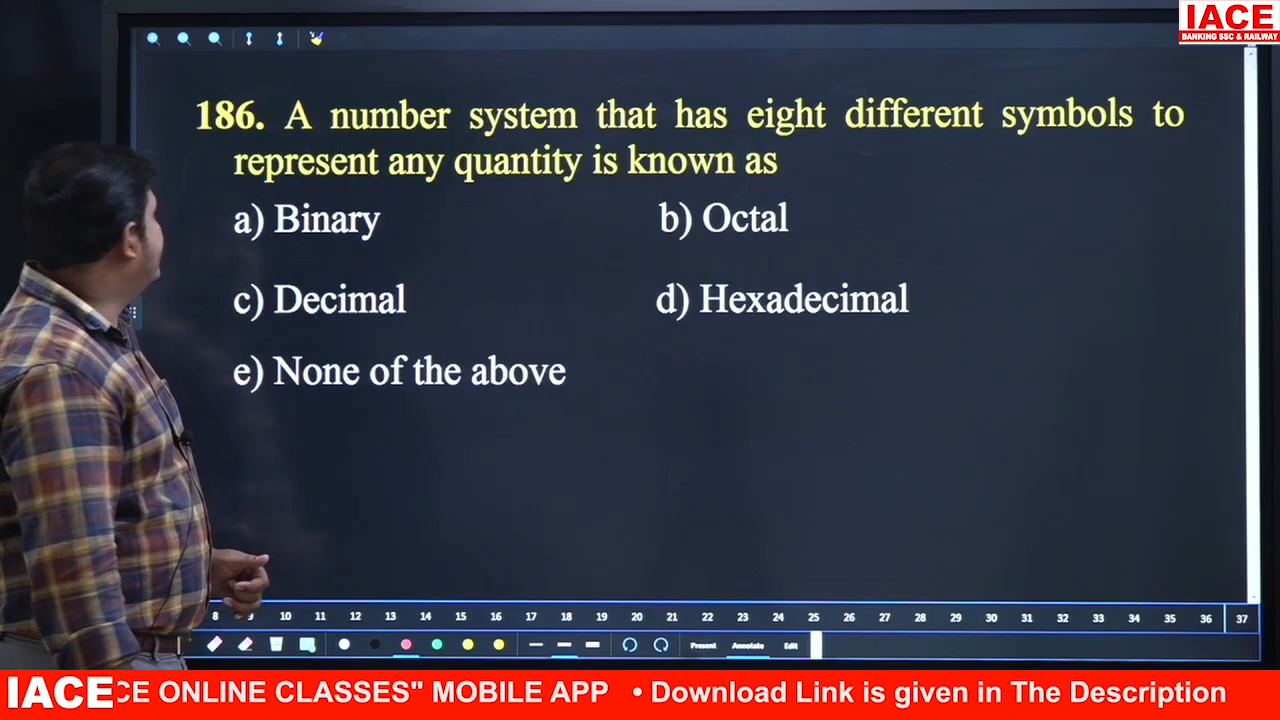 IACE
BANKING SSC & RAILWAY
186. A number system that has eight different symbols to
represent any quantity is known as
a) Binary b) Octal
c) Decimal d) Hexadecimal
e) None of the above
8 9 10 11 12 13 14 15 16 17 18 19 20 21 22 23 24 25 26 27 28 29 30 31 32 33 34 35 36 37
Present Annotate Edit
IACE CE ONLINE CLASSES" MOBILE APP • Download Link is given in The Description